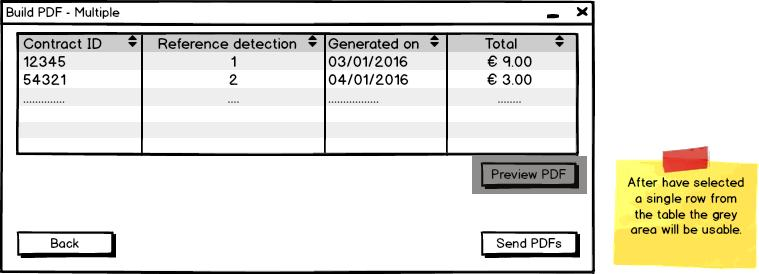 Build PDF - Multiple
Contract ID Reference detection Generated on Total
12345 1 03/01/2016 € 9.00
54321 2 04/01/2016 € 3.00
.............. .... ................. ........
Preview PDF
Back Send PDFs
After have selected
a single row from
the table the grey
area will be usable.